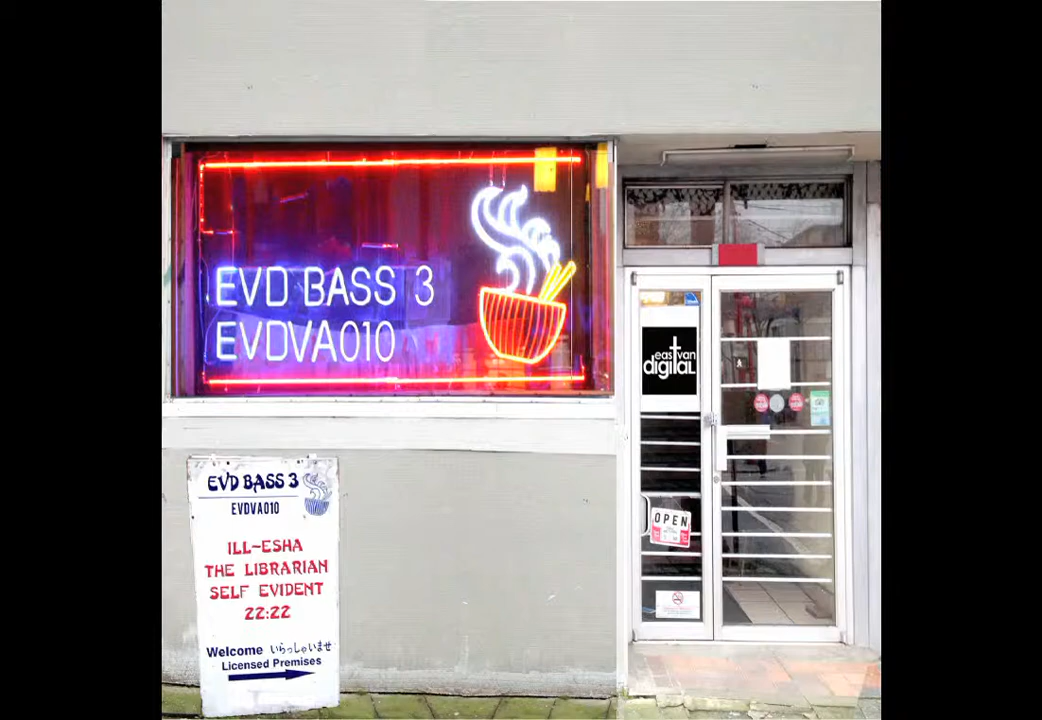 EVD BASS 3
EVDVA010
east van
digital
OPEN
EVD BASS 3
EVDVA010
ILL-ESHA
THE LIBRARIAN
SELF EVIDENT
22:22
Welcome いらっしゃいませ
Licensed Premises